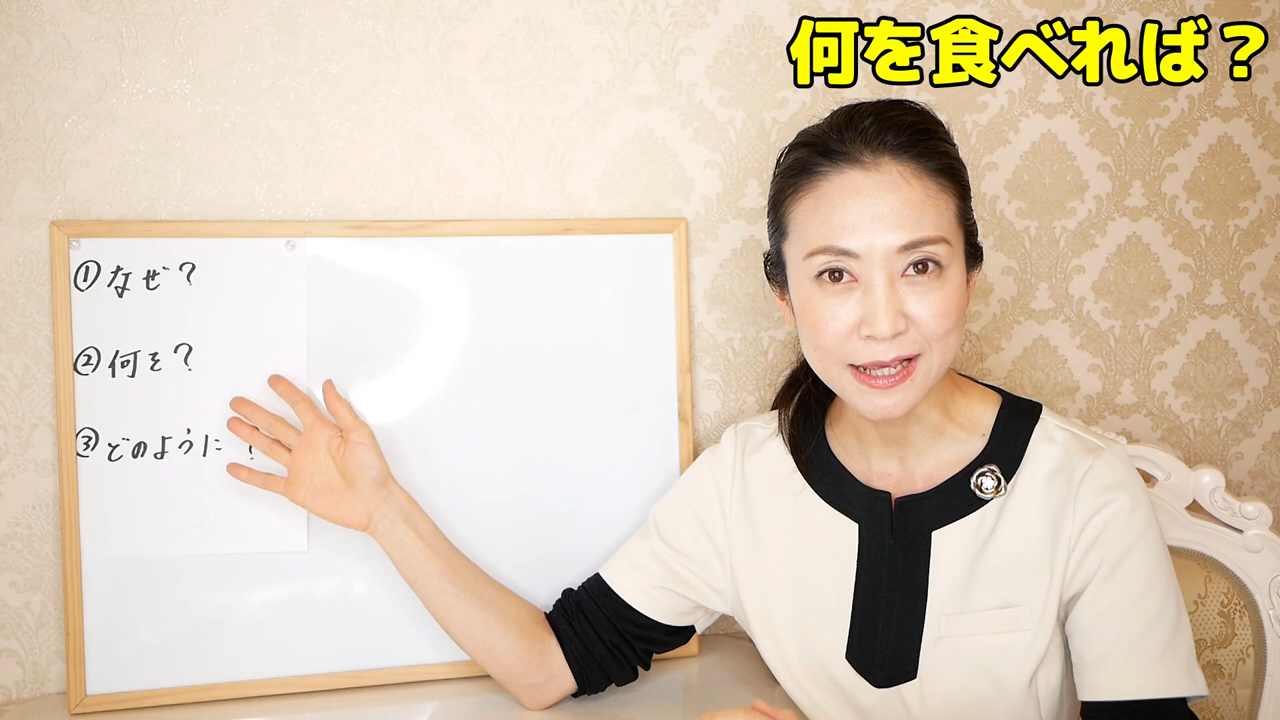 何を食べれば？
①なぜ？
②何を？
③どのように？